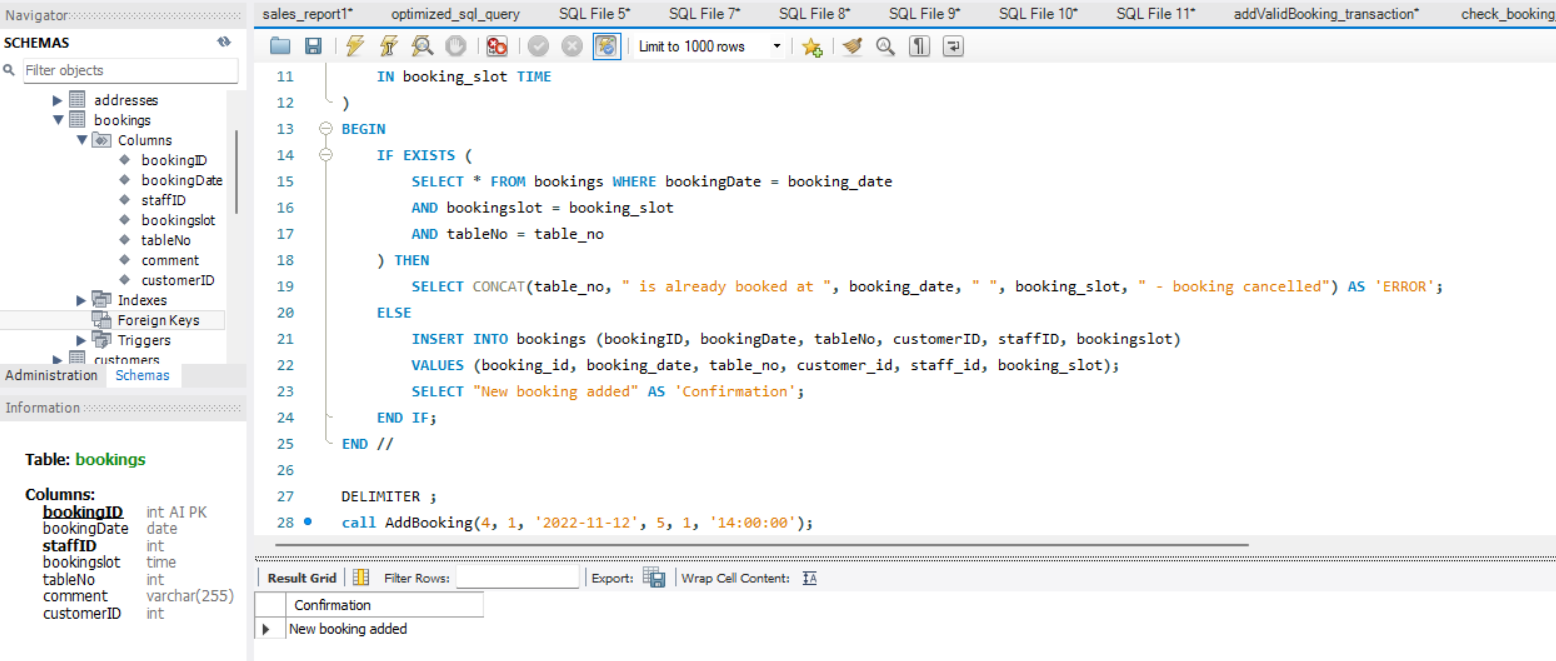 Navigator
SCHEMAS
Filter objects
addresses
bookings
Columns
bookingID
bookingDate
staffID
bookingslot
tableNo
comment
customerID
Indexes
Foreign Keys
Triggers
customers
Administration Schemas
Information
Table: bookings
Columns:
bookingID int AI PK
bookingDate date
staffID int
bookingslot time
tableNo int
comment varchar(255)
customerID int
sales_report1* optimized_sql_query SQL File 5* SQL File 7* SQL File 8* SQL File 9* SQL File 10* SQL File 11* addValidBooking_transaction* check_booking
Limit to 1000 rows
11 IN booking_slot TIME
12 )
13 BEGIN
14 IF EXISTS (
15 SELECT * FROM bookings WHERE bookingDate = booking_date
16 AND bookingslot = booking_slot
17 AND tableNo = table_no
18 ) THEN
19 SELECT CONCAT(table_no, " is already booked at ", booking_date, " ", booking_slot, " - booking cancelled") AS 'ERROR';
20 ELSE
21 INSERT INTO bookings (bookingID, bookingDate, tableNo, customerID, staffID, bookingslot)
22 VALUES (booking_id, booking_date, table_no, customer_id, staff_id, booking_slot);
23 SELECT "New booking added" AS 'Confirmation';
24 END IF;
25 END //
26
27 DELIMITER ;
28 call AddBooking(4, 1, '2022-11-12', 5, 1, '14:00:00');
Result Grid Filter Rows: Export: Wrap Cell Content:
Confirmation
New booking added